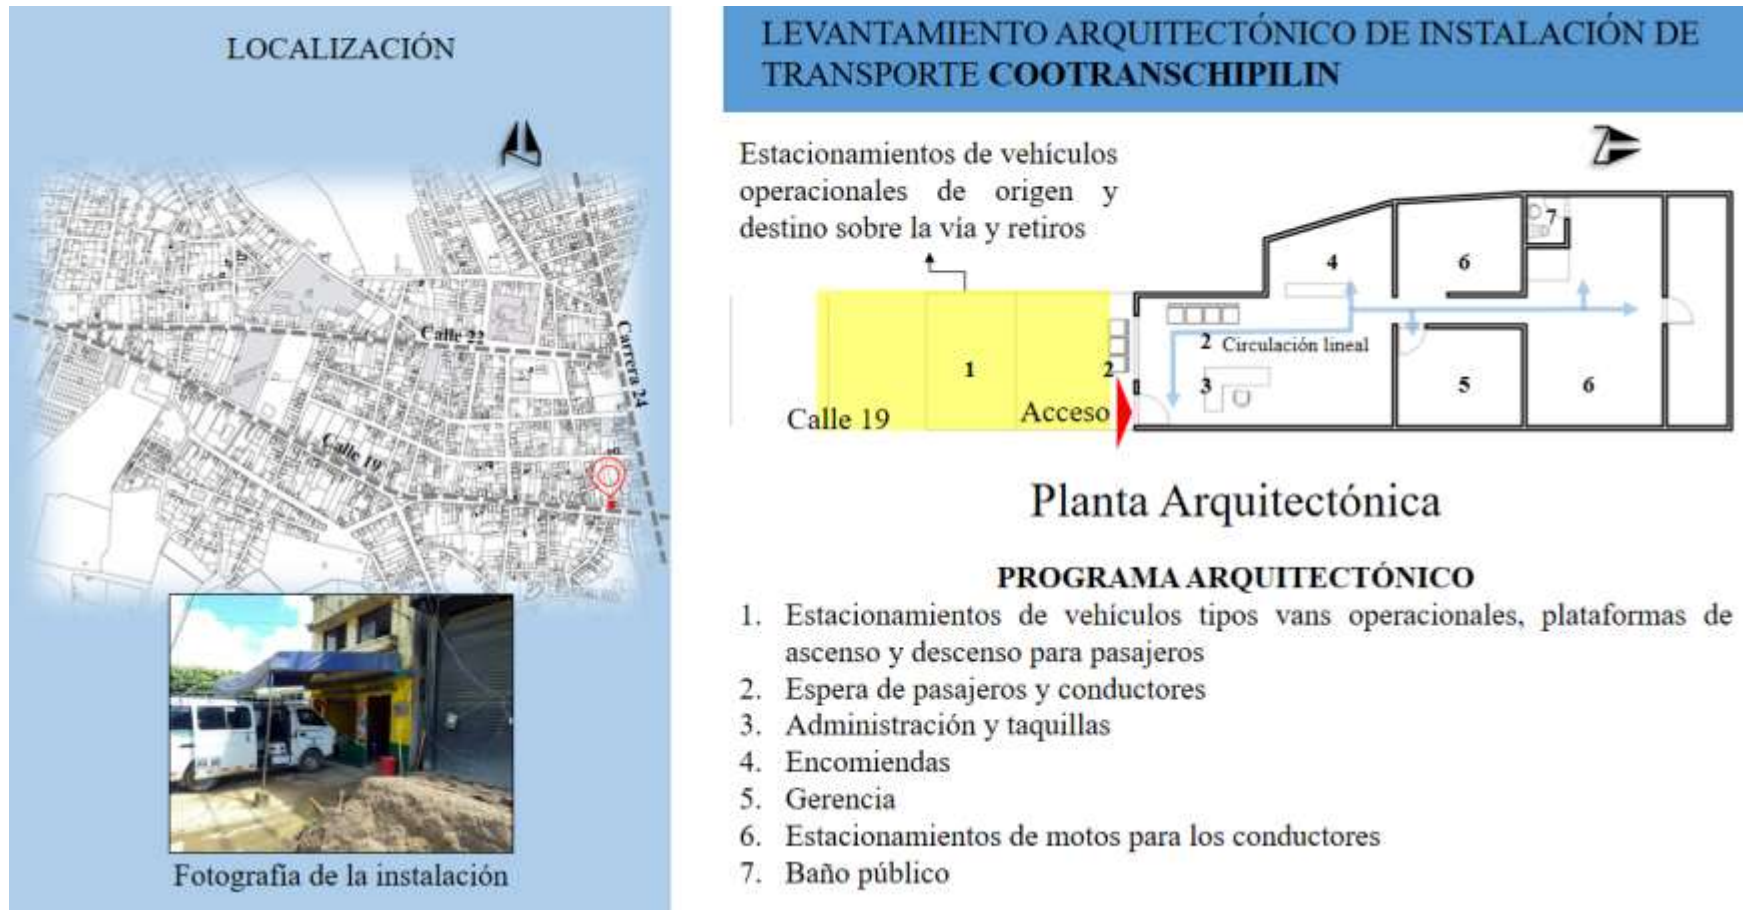 LOCALIZACIÓN
Calle 22
Carrera 24
Calle 19
Fotografía de la instalación
LEVANTAMIENTO ARQUITECTÓNICO DE INSTALACIÓN DE
TRANSPORTE COOTRANSCHIPILIN
Estacionamientos de vehículos
operacionales de origen y
destino sobre la vía y retiros
7
4
6
2 Circulación lineal
1
2
3
5
6
Calle 19
Acceso
Planta Arquitectónica
PROGRAMA ARQUITECTÓNICO
1. Estacionamientos de vehículos tipos vans operacionales, plataformas de
ascenso y descenso para pasajeros
2. Espera de pasajeros y conductores
3. Administración y taquillas
4. Encomiendas
5. Gerencia
6. Estacionamientos de motos para los conductores
7. Baño público